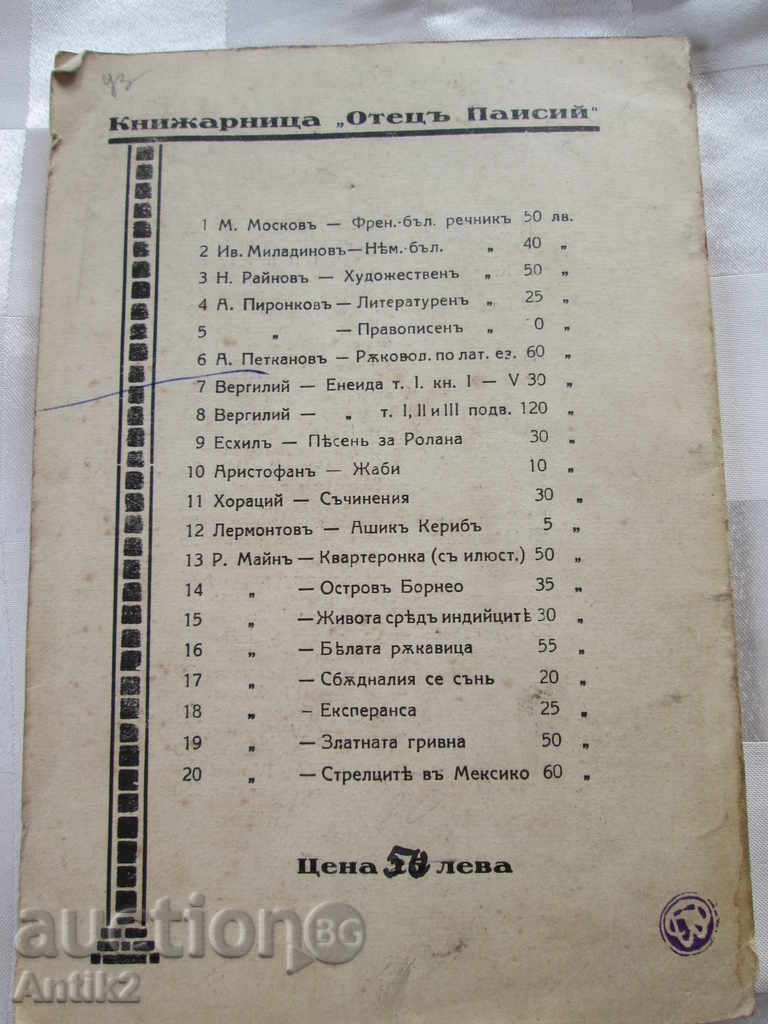 уз
Книжарница „Отецъ Паисий"
1 М. Московъ — Френ.-бъл. речникъ 50 лв.
2 Ив. Миладиновъ — Нѣм.-бъл. „ 40 „
3 Н. Райновъ — Художественъ „ 50 „
4 А. Пиронковъ — Литературенъ „ 25 „
5 „ — Правописенъ „ 0 „
6 А. Петкановъ — Рѫковод. по лат. ез. 60 „
7 Вергилий — Енеида т. I. кн. I — V 30 „
8 Вергилий — „ т. I, II и III подв. 120 „
9 Есхилъ — Пѣсень за Ролана 30 „
10 Аристофанъ — Жаби 10 „
11 Хораций — Съчинения 30 „
12 Лермонтовъ — Ашикъ Керибъ 5 „
13 Р. Майнъ — Квартеронка (съ илюст.) 50 „
14 „ — Островъ Борнео 35 „
15 „ — Живота срѣдъ индийцитѣ 30 „
16 „ — Бѣлата рѫкавица 55 „
17 „ — Сбѫдналия се сънь 20 „
18 „ — Есперанса 25 „
19 „ — Златната гривна 50 „
20 „ — Стрелцитѣ въ Мексико 60 „
Цена 50 лева
auction BG
Antik2